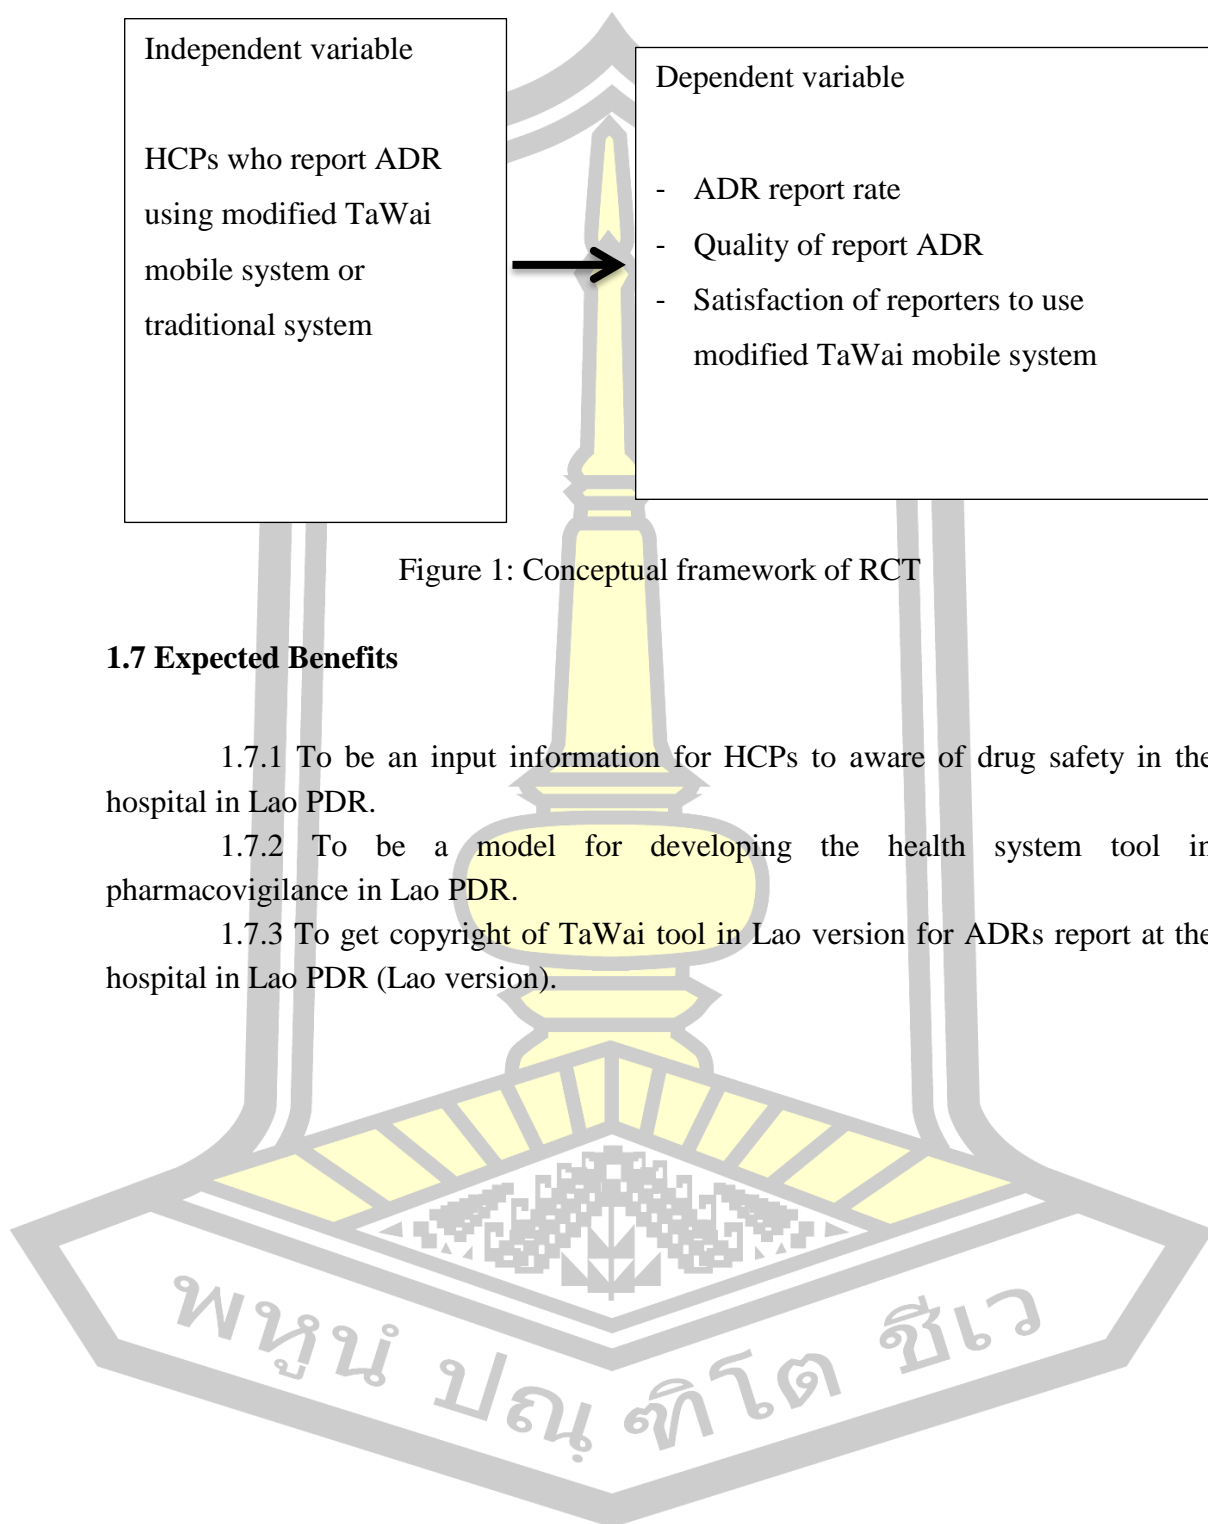 Independent variable
HCPs who report ADR
using modified TaWai
mobile system or
traditional system
Dependent variable
- ADR report rate
- Quality of report ADR
- Satisfaction of reporters to use
modified TaWai mobile system
Figure 1: Conceptual framework of RCT
1.7 Expected Benefits
1.7.1 To be an input information for HCPs to aware of drug safety in the
hospital in Lao PDR.
1.7.2 To be a model for developing the health system tool in
pharmacovigilance in Lao PDR.
1.7.3 To get copyright of TaWai tool in Lao version for ADRs report at the
hospital in Lao PDR (Lao version).
พหูนํ ปณฺ ฑิโต ชีเว